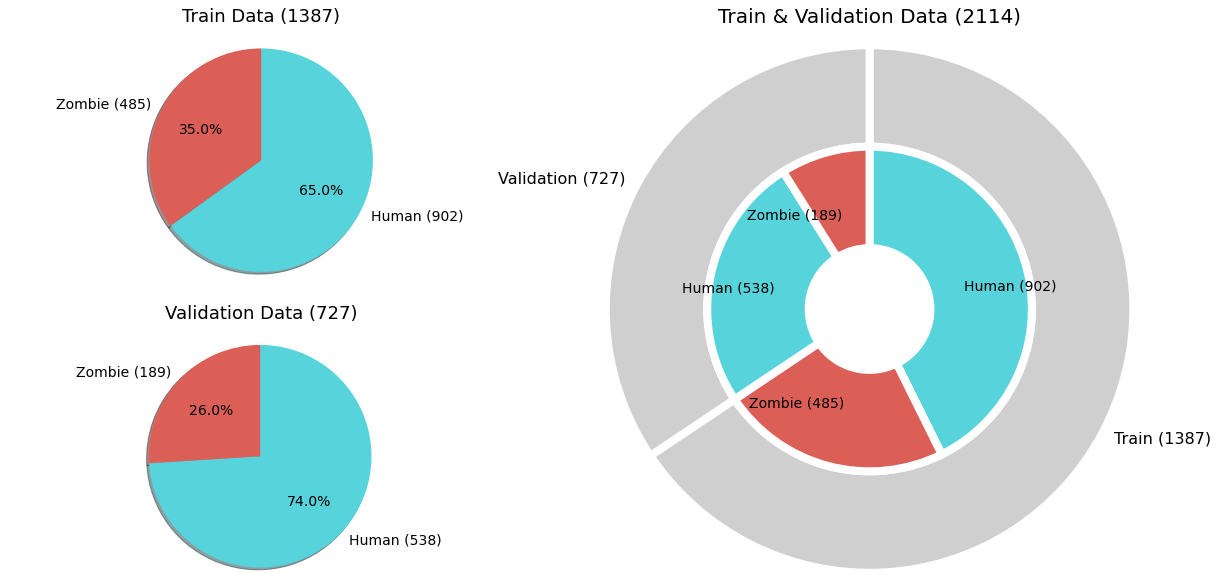 Train Data (1387)
Zombie (485)
35.0%
65.0%
Human (902)
Validation Data (727)
Zombie (189)
26.0%
74.0%
Human (538)
Train & Validation Data (2114)
Validation (727)
Zombie (189)
Human (538)
Human (902)
Zombie (485)
Train (1387)